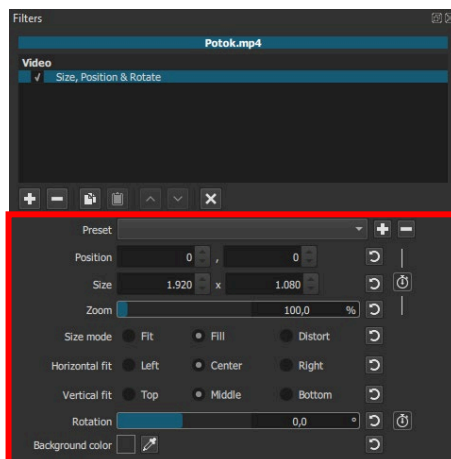 Filters
Potok.mp4
Video
Size, Position & Rotate
Preset
Position 0 , 0
Size 1.920 x 1.080
Zoom 100,0 %
Size mode Fit Fill Distort
Horizontal fit Left Center Right
Vertical fit Top Middle Bottom
Rotation 0,0 °
Background color